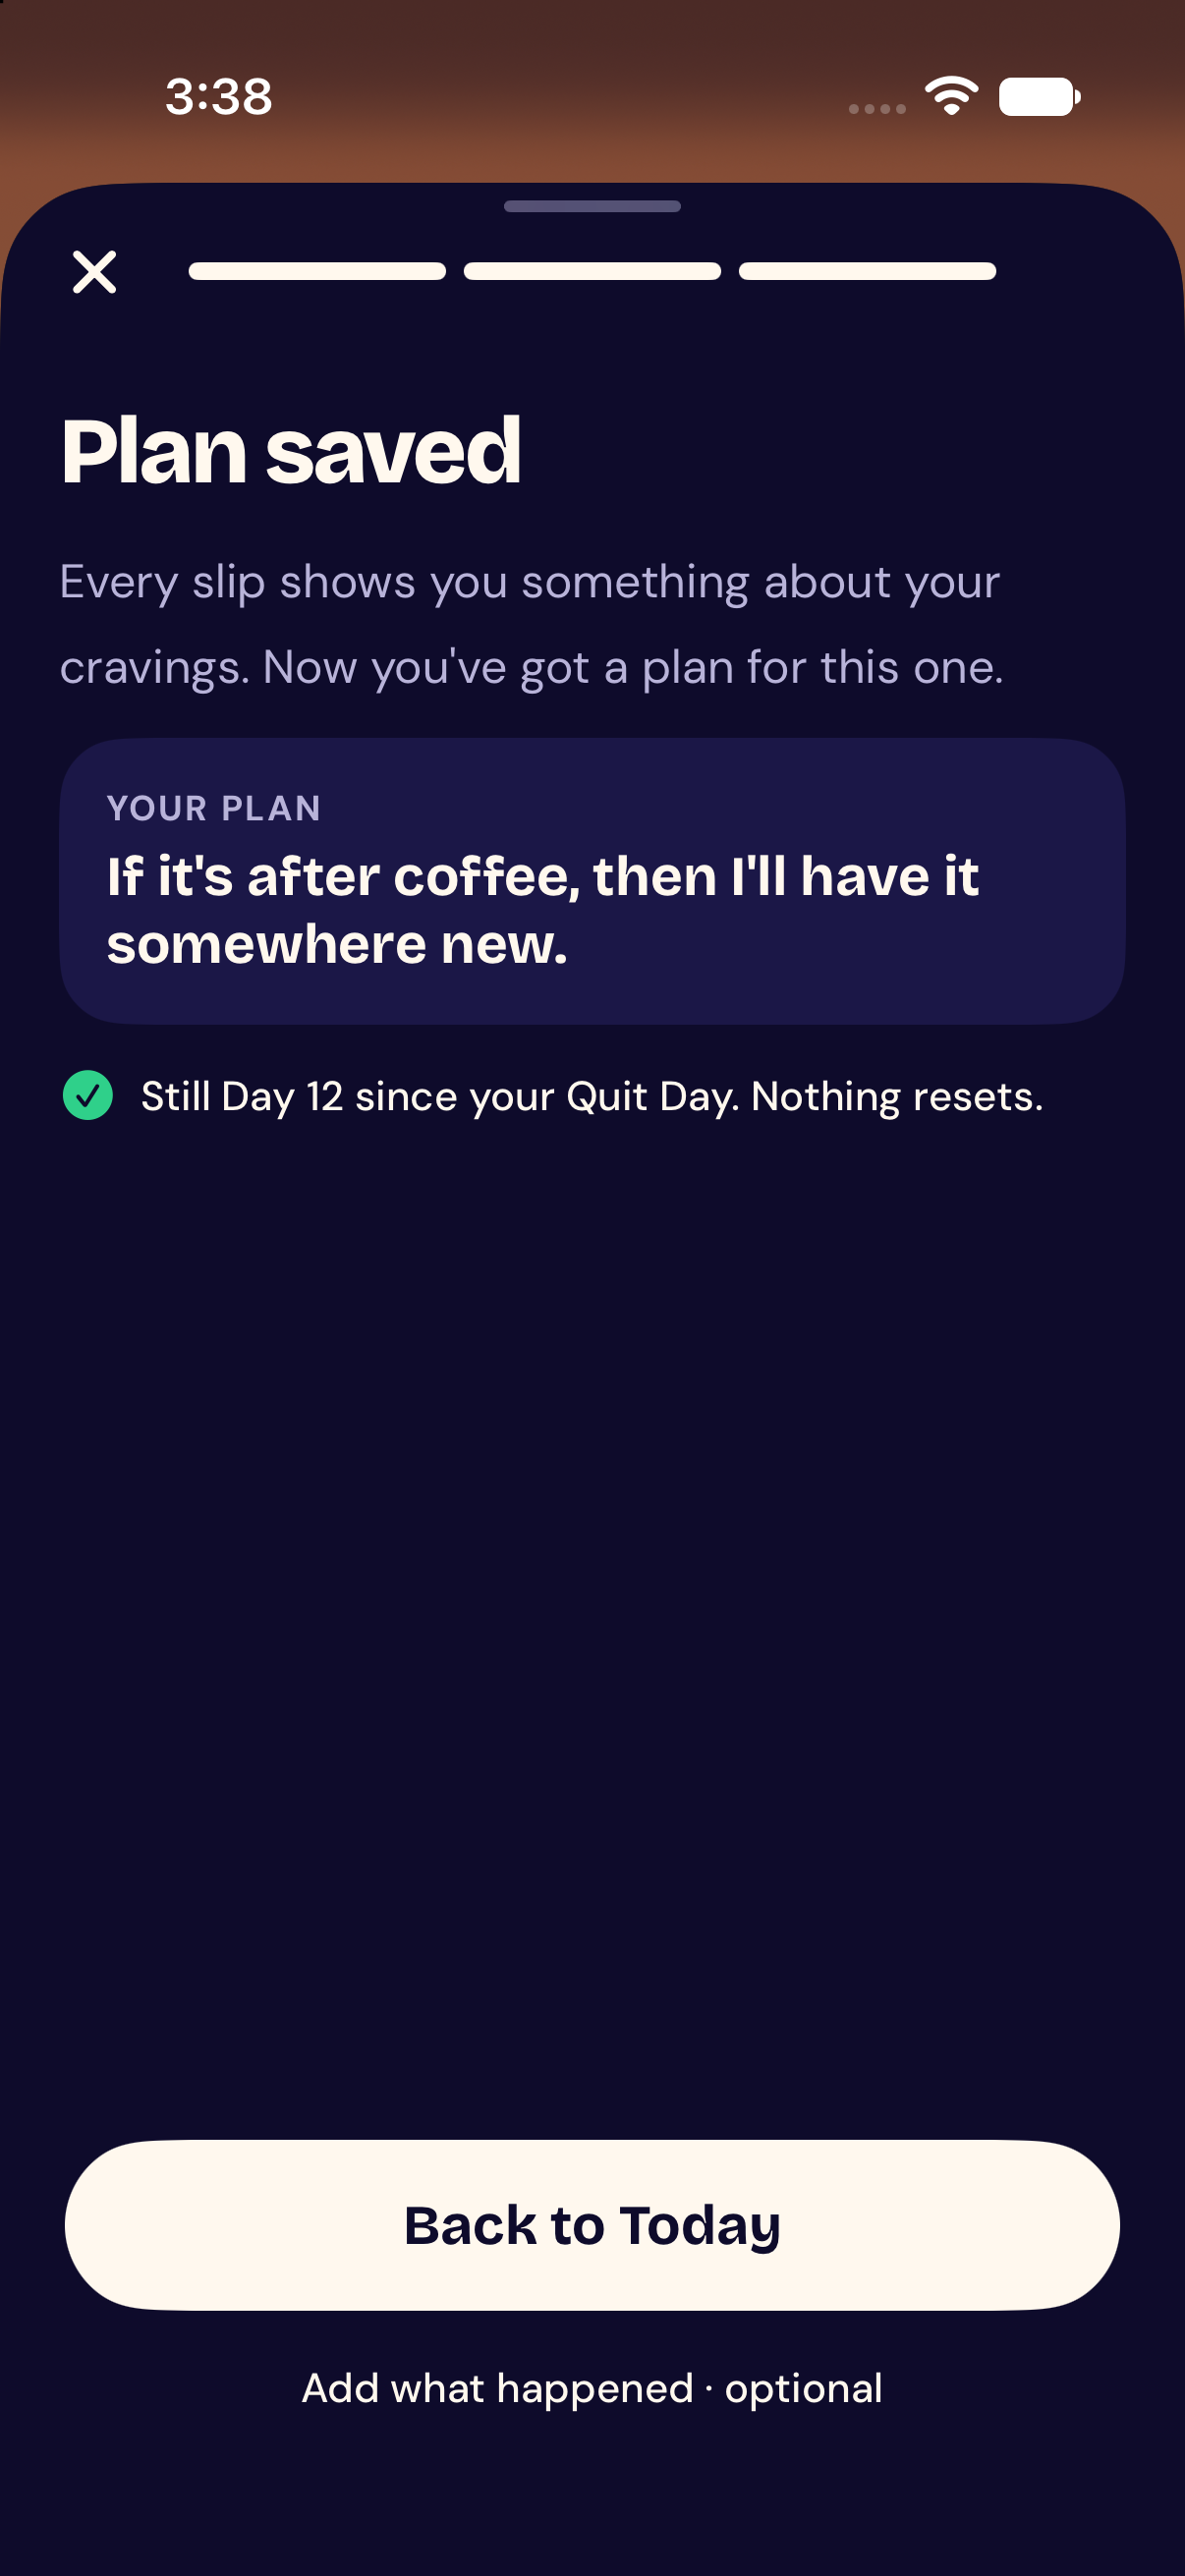 3:38
Plan saved
Every slip shows you something about your
cravings. Now you've got a plan for this one.
YOUR PLAN
If it's after coffee, then I'll have it
somewhere new.
Still Day 12 since your Quit Day. Nothing resets.
Back to Today
Add what happened · optional